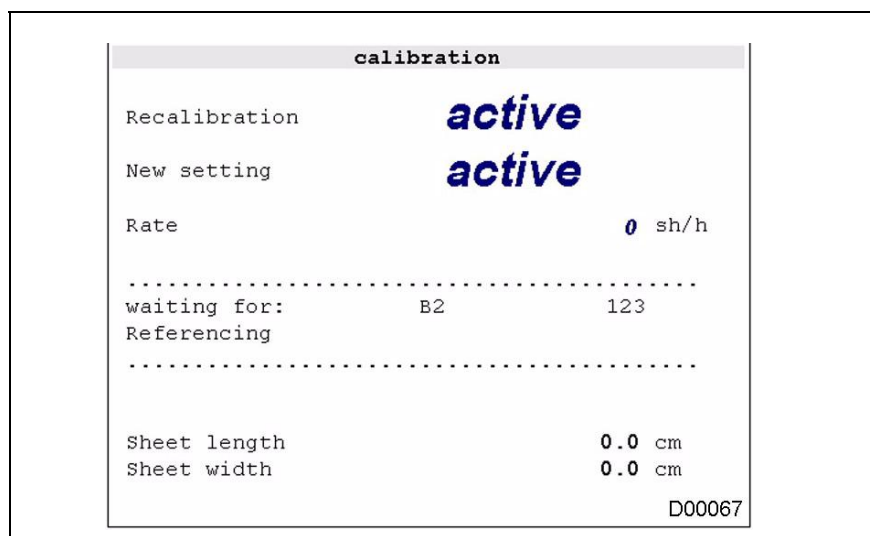 calibration
Recalibration active
New setting active
Rate 0 sh/h
............................................
waiting for: B2 123
Referencing
............................................
Sheet length 0.0 cm
Sheet width 0.0 cm
D00067